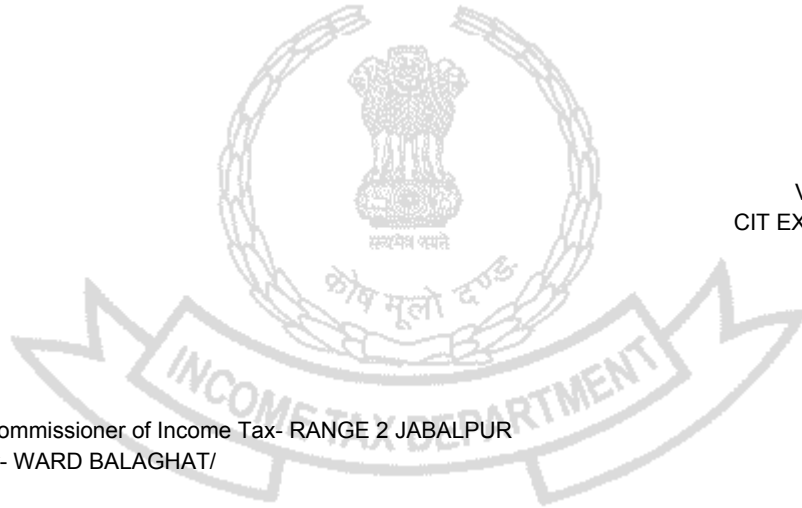 सत्यमेव जयते
V
CIT EX
कोष मूलो दण्ड:
INCOME TAX DEPARTMENT
ommissioner of Income Tax- RANGE 2 JABALPUR
- WARD BALAGHAT/